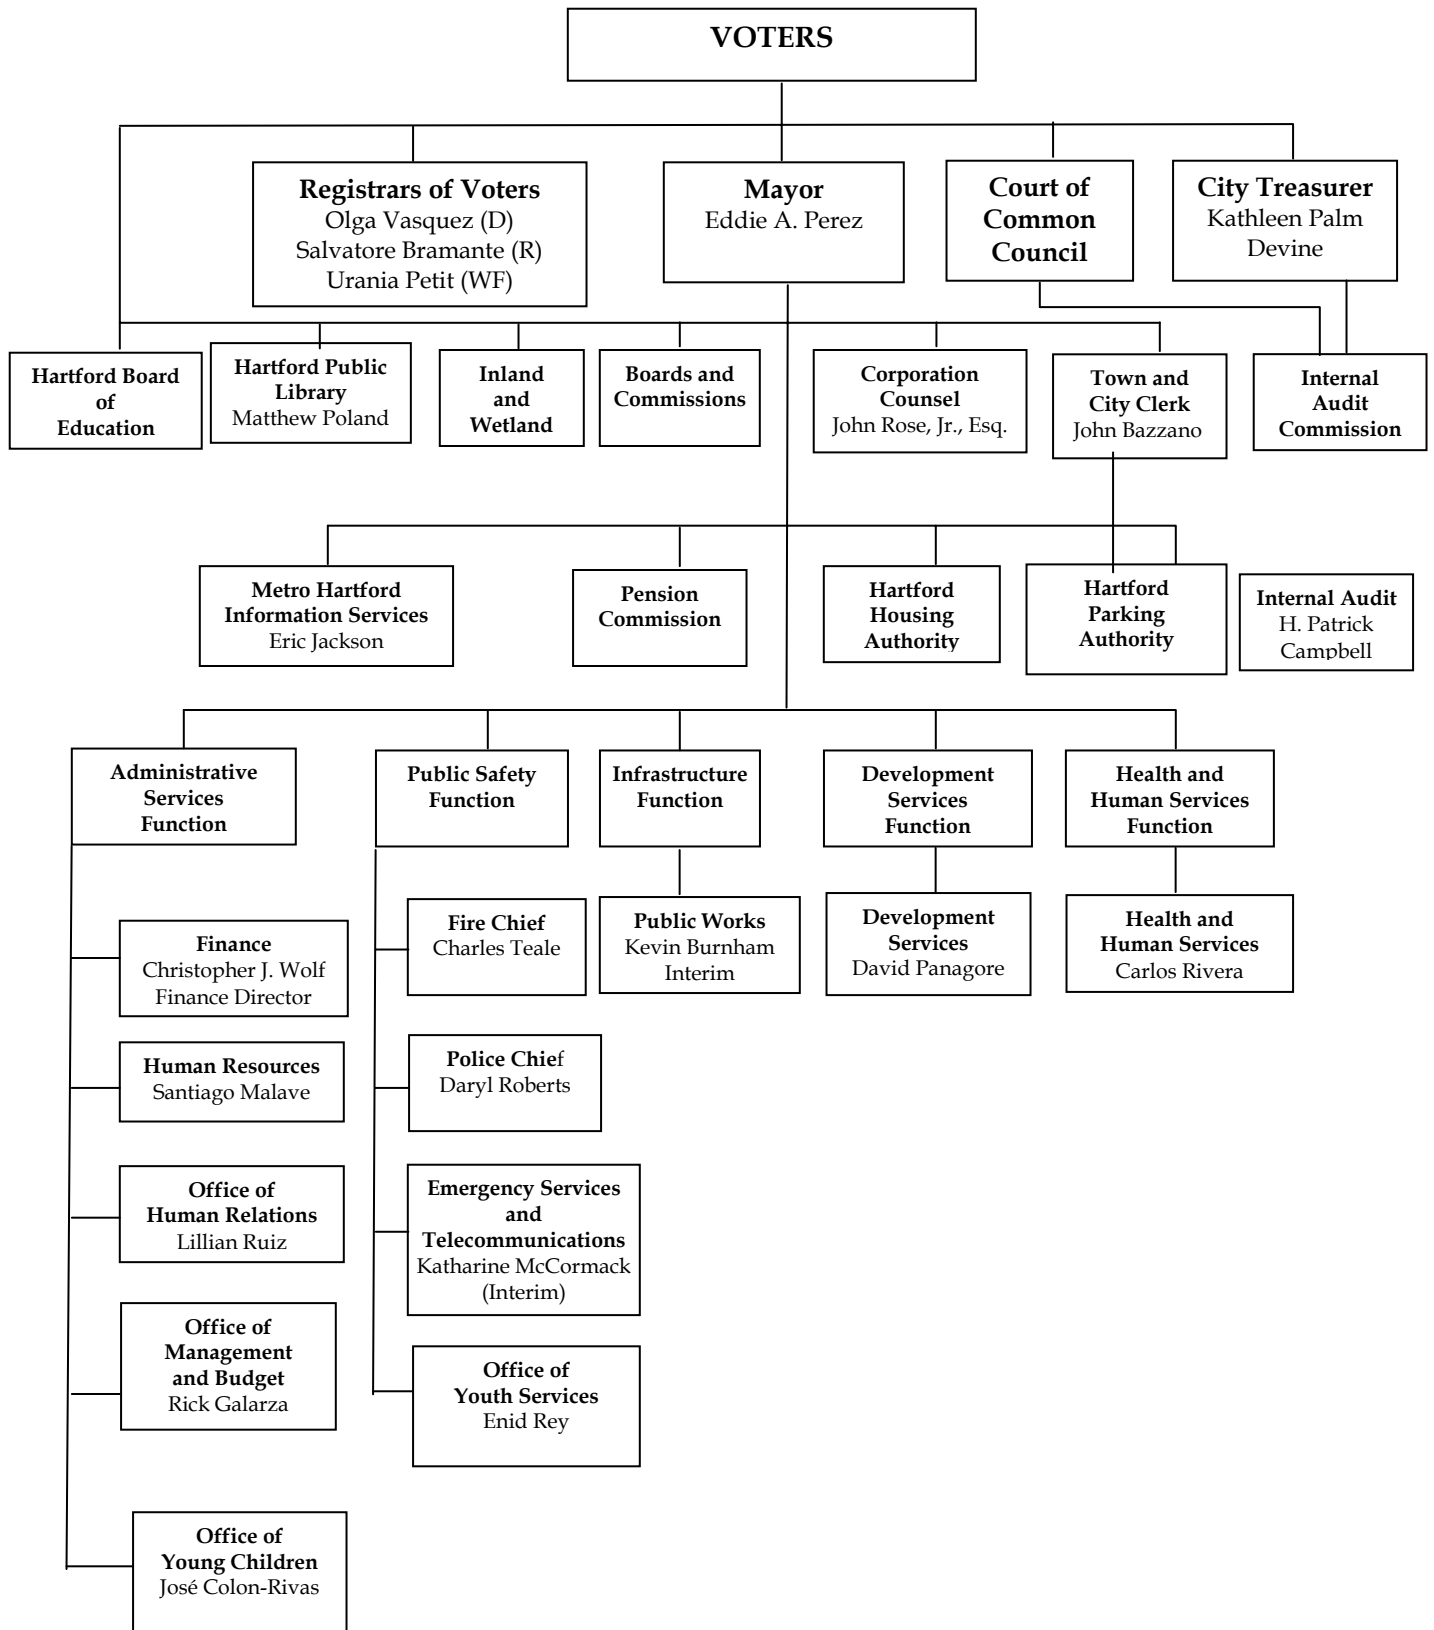 VOTERS
Registrars of Voters
Olga Vasquez (D)
Salvatore Bramante (R)
Urania Petit (WF)
Mayor
Eddie A. Perez
Court of
Common
Council
City Treasurer
Kathleen Palm
Devine
Hartford Board
of
Education
Hartford Public
Library
Matthew Poland
Inland
and
Wetland
Boards and
Commissions
Corporation
Counsel
John Rose, Jr., Esq.
Town and
City Clerk
John Bazzano
Internal
Audit
Commission
Metro Hartford
Information Services
Eric Jackson
Pension
Commission
Hartford
Housing
Authority
Hartford
Parking
Authority
Internal Audit
H. Patrick
Campbell
Administrative
Services
Function
Public Safety
Function
Infrastructure
Function
Development
Services
Function
Health and
Human Services
Function
Finance
Christopher J. Wolf
Finance Director
Fire Chief
Charles Teale
Public Works
Kevin Burnham
Interim
Development
Services
David Panagore
Health and
Human Services
Carlos Rivera
Human Resources
Santiago Malave
Police Chief
Daryl Roberts
Office of
Human Relations
Lillian Ruiz
Emergency Services
and
Telecommunications
Katharine McCormack
(Interim)
Office of
Management
and Budget
Rick Galarza
Office of
Youth Services
Enid Rey
Office of
Young Children
José Colon-Rivas